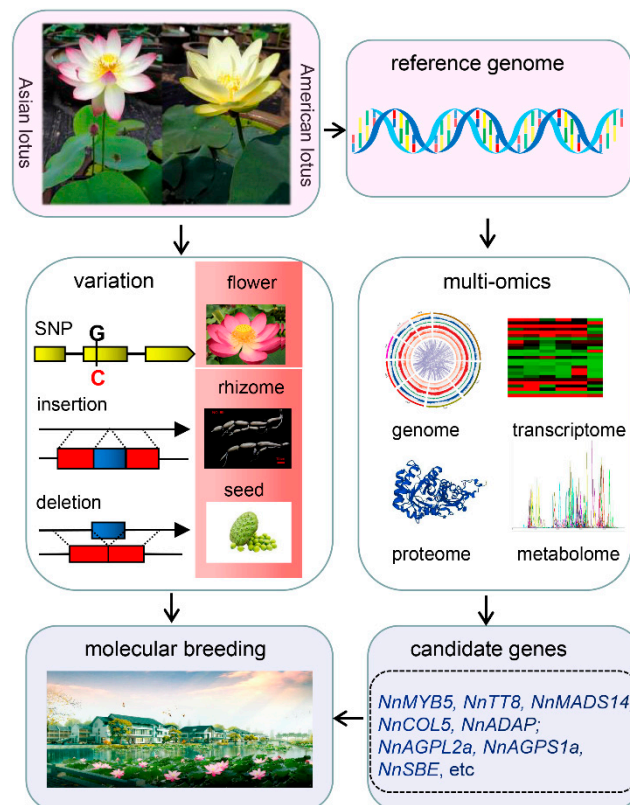 Asian lotus
American lotus
reference genome
variation
flower
SNP
G
C
rhizome
insertion
seed
deletion
multi-omics
genome
transcriptome
proteome
metabolome
molecular breeding
candidate genes
NnMYB5, NnTT8, NnMADS14
NnCOL5, NnADAP;
NnAGPL2a, NnAGPS1a,
NnSBE, etc